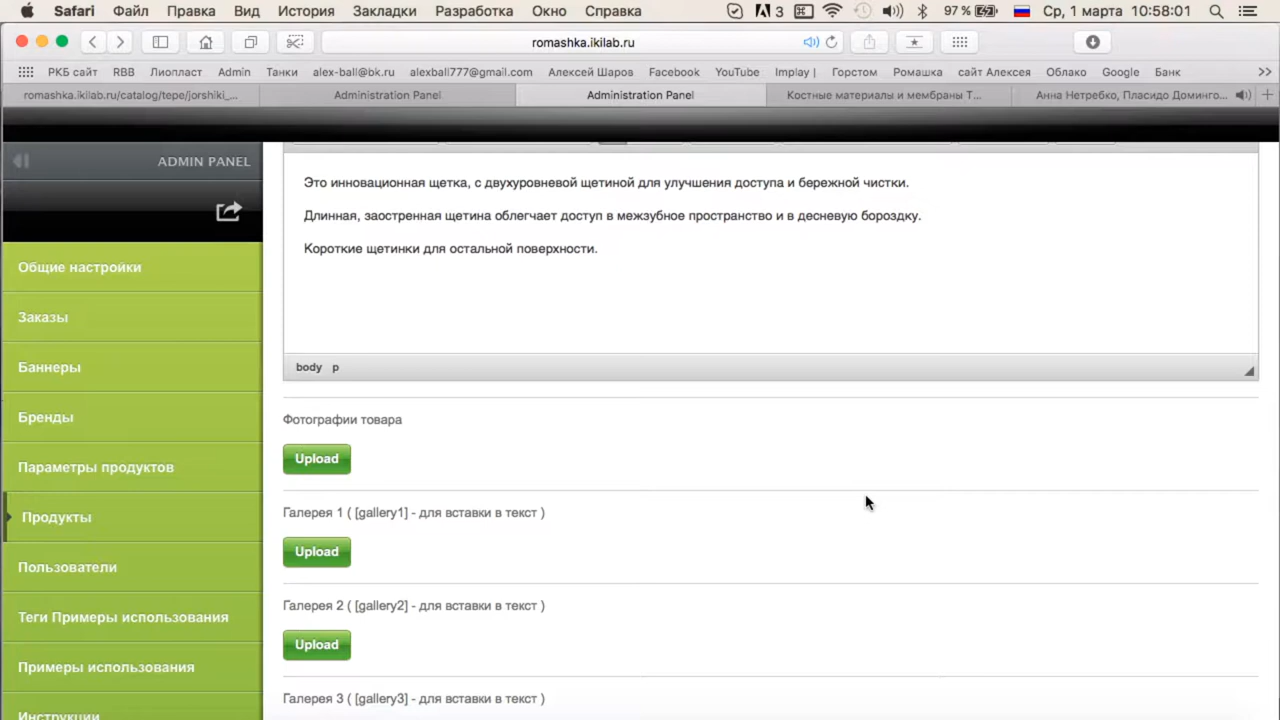 Safari Файл Правка Вид История Закладки Разработка Окно Справка 3 97 % Ср, 1 марта 10:58:01
romashka.ikilab.ru
РКБ сайт RBB Лиопласт Admin Танки alex-ball@bk.ru alexball777@gmail.com Алексей Шаров Facebook YouTube Implay | Горстом Ромашка сайт Алексея Облако Google Банк >>
romashka.ikilab.ru/catalog/tepe/jorshiki_... Administration Panel Administration Panel Костные материалы и мембраны Т... Анна Нетребко, Пласидо Доминго... +
ADMIN PANEL
Общие настройки
Заказы
Баннеры
Бренды
Параметры продуктов
Продукты
Пользователи
Теги Примеры использования
Примеры использования
Инструкции
Это инновационная щетка, с двухуровневой щетиной для улучшения доступа и бережной чистки.
Длинная, заостренная щетина облегчает доступ в межзубное пространство и в десневую бороздку.
Короткие щетинки для остальной поверхности.
body p
Фотографии товара
Upload
Галерея 1 ( [gallery1] - для вставки в текст )
Upload
Галерея 2 ( [gallery2] - для вставки в текст )
Upload
Галерея 3 ( [gallery3] - для вставки в текст )